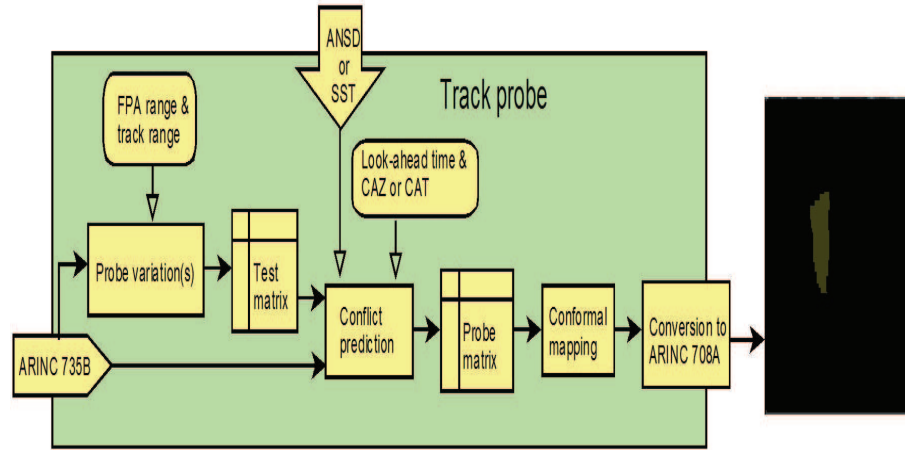 ANSD
or
SST
Track probe
FPA range &
track range
Look-ahead time &
CAZ or CAT
Probe variation(s)
Test
matrix
Conflict
prediction
Probe
matrix
Conformal
mapping
Conversion to
ARINC 708A
ARINC 735B